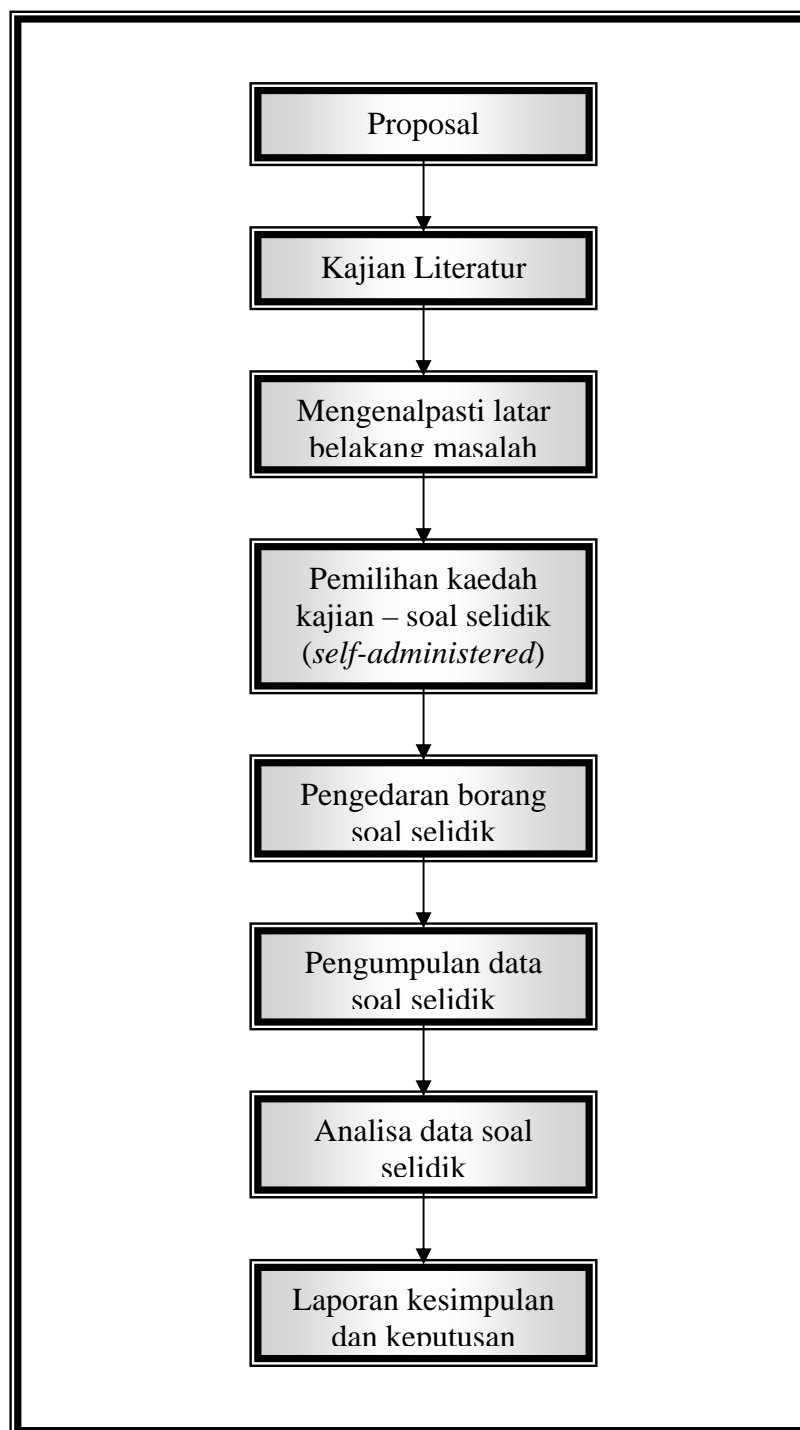 Proposal
Kajian Literatur
Mengenalpasti latar
belakang masalah
Pemilihan kaedah
kajian – soal selidik
(self-administered)
Pengedaran borang
soal selidik
Pengumpulan data
soal selidik
Analisa data soal
selidik
Laporan kesimpulan
dan keputusan